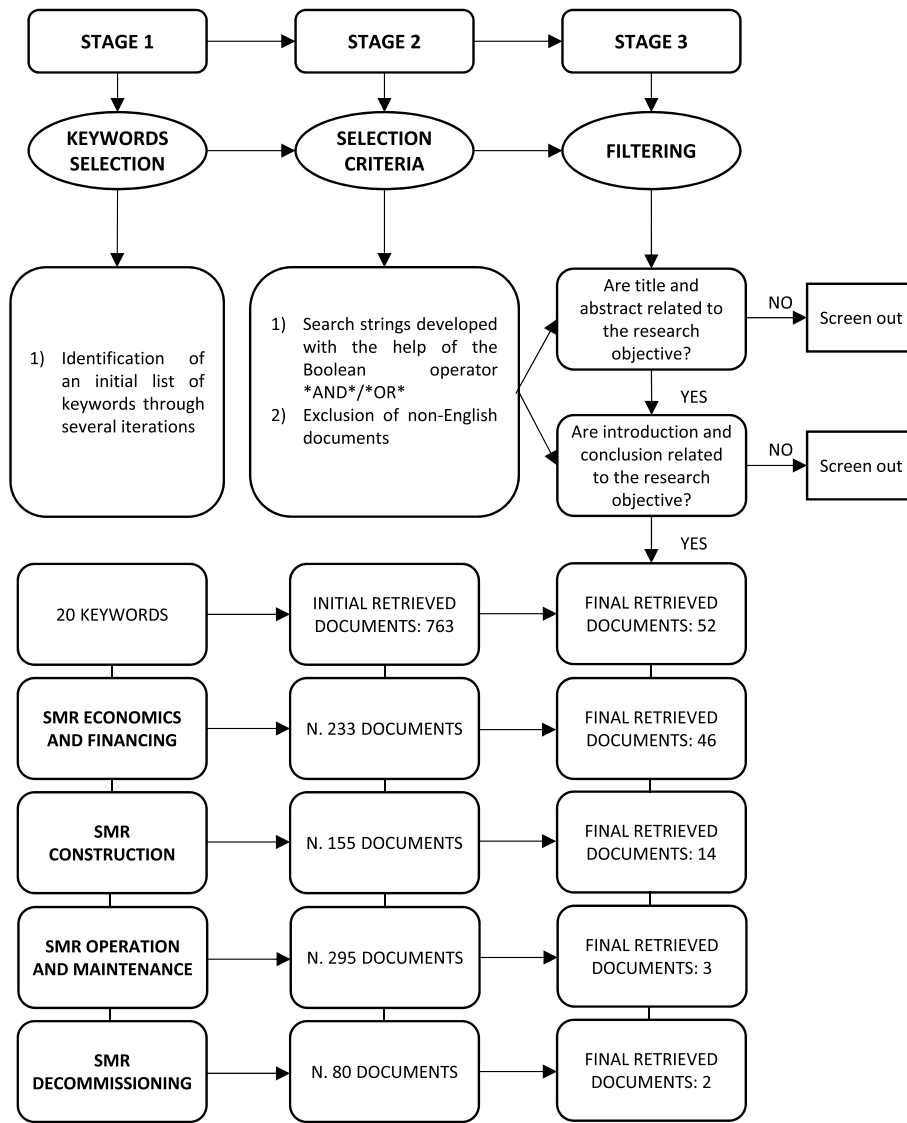 STAGE 1
STAGE 2
STAGE 3
KEYWORDS
SELECTION
SELECTION
CRITERIA
FILTERING
1) Identification of
an initial list of
keywords through
several iterations
1) Search strings developed
with the help of the
Boolean operator
*AND*/*OR*
2) Exclusion of non-English
documents
Are title and
abstract related to
the research
objective?
NO
Screen out
YES
Are introduction and
conclusion related
to the research
objective?
NO
Screen out
YES
20 KEYWORDS
INITIAL RETRIEVED
DOCUMENTS: 763
FINAL RETRIEVED
DOCUMENTS: 52
SMR ECONOMICS
AND FINANCING
N. 233 DOCUMENTS
FINAL RETRIEVED
DOCUMENTS: 46
SMR
CONSTRUCTION
N. 155 DOCUMENTS
FINAL RETRIEVED
DOCUMENTS: 14
SMR OPERATION
AND MAINTENANCE
N. 295 DOCUMENTS
FINAL RETRIEVED
DOCUMENTS: 3
SMR
DECOMMISSIONING
N. 80 DOCUMENTS
FINAL RETRIEVED
DOCUMENTS: 2